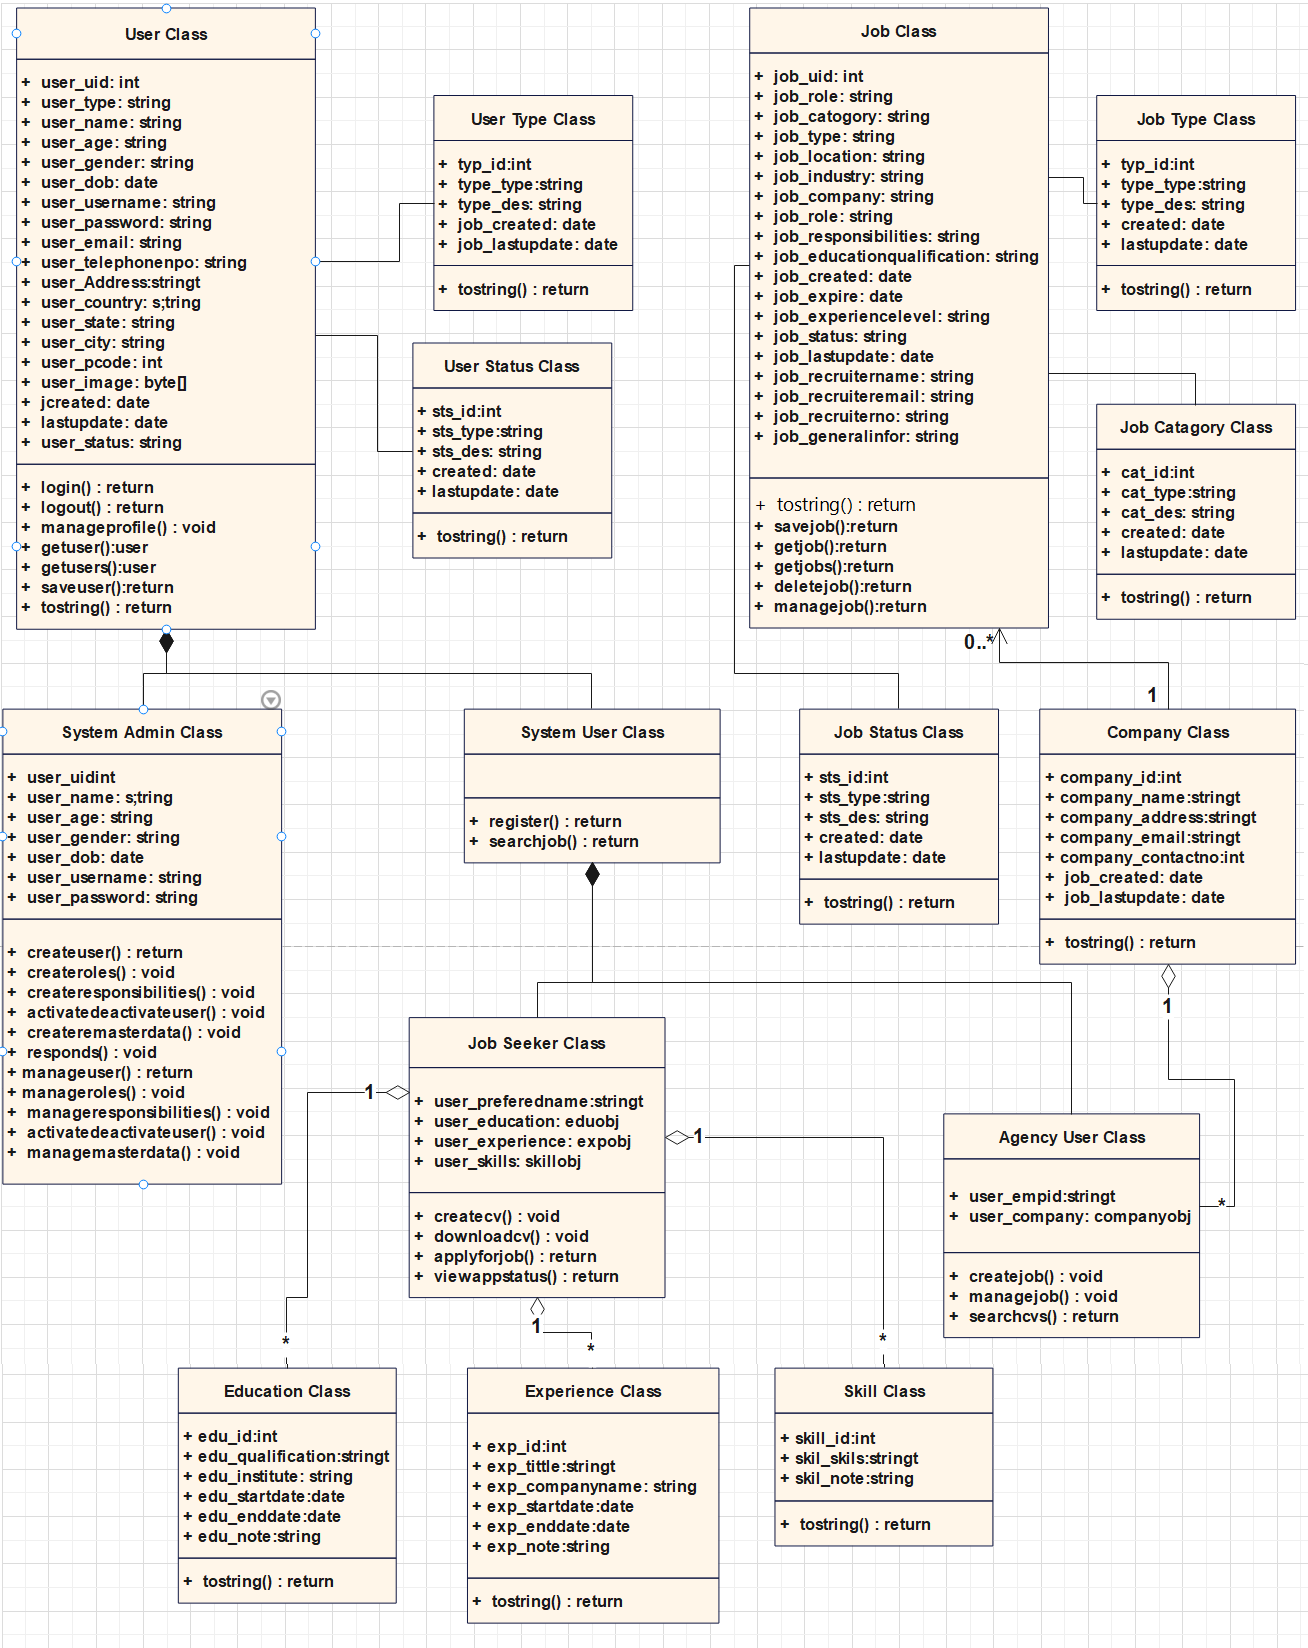 User Class
+ user_uid: int
+ user_type: string
+ user_name: string
+ user_age: string
+ user_gender: string
+ user_dob: date
+ user_username: string
+ user_password: string
+ user_email: string
+ user_telephonenpo: string
+ user_Address:stringt
+ user_country: s;tring
+ user_state: string
+ user_city: string
+ user_pcode: int
+ user_image: byte[]
+ jcreated: date
+ lastupdate: date
+ user_status: string
+ login() : return
+ logout() : return
+ manageprofile() : void
+ getuser():user
+ getusers():user
+ saveuser():return
+ tostring() : return
User Type Class
+ typ_id:int
+ type_type:string
+ type_des: string
+ job_created: date
+ job_lastupdate: date
+ tostring() : return
User Status Class
+ sts_id:int
+ sts_type:string
+ sts_des: string
+ created: date
+ lastupdate: date
+ tostring() : return
Job Class
+ job_uid: int
+ job_role: string
+ job_catogory: string
+ job_type: string
+ job_location: string
+ job_industry: string
+ job_company: string
+ job_role: string
+ job_responsibilities: string
+ job_educationqualification: string
+ job_created: date
+ job_expire: date
+ job_experiencelevel: string
+ job_status: string
+ job_lastupdate: date
+ job_recruitername: string
+ job_recruiteremail: string
+ job_recruiterno: string
+ job_generalinfor: string
+ tostring() : return
+ savejob():return
+ getjob():return
+ getjobs():return
+ deletejob():return
+ managejob():return
Job Type Class
+ typ_id:int
+ type_type:string
+ type_des: string
+ created: date
+ lastupdate: date
+ tostring() : return
Job Catagory Class
+ cat_id:int
+ cat_type:string
+ cat_des: string
+ created: date
+ lastupdate: date
+ tostring() : return
0..*
1
System Admin Class
+ user_uidint
+ user_name: s;tring
+ user_age: string
+ user_gender: string
+ user_dob: date
+ user_username: string
+ user_password: string
+ createuser() : return
+ createroles() : void
+ createresponsibilities() : void
+ activatedeactivateuser() : void
+ createremasterdata() : void
+ responds() : void
+ manageuser() : return
+ manageroles() : void
+ manageresponsibilities() : void
+ activatedeactivateuser() : void
+ managemasterdata() : void
System User Class
+ register() : return
+ searchjob() : return
Job Status Class
+ sts_id:int
+ sts_type:string
+ sts_des: string
+ created: date
+ lastupdate: date
+ tostring() : return
Company Class
+ company_id:int
+ company_name:stringt
+ company_address:stringt
+ company_email:stringt
+ company_contactno:int
+ job_created: date
+ job_lastupdate: date
+ tostring() : return
1
Job Seeker Class
+ user_preferedname:stringt
+ user_education: eduobj
+ user_experience: expobj
+ user_skills: skillobj
+ createcv() : void
+ downloadcv() : void
+ applyforjob() : return
+ viewappstatus() : return
1
1
1
Agency User Class
+ user_empid:stringt
+ user_company: companyobj
+ createjob() : void
+ managejob() : void
+ searchcvs() : return
*
*
*
*
Education Class
+ edu_id:int
+ edu_qualification:stringt
+ edu_institute: string
+ edu_startdate:date
+ edu_enddate:date
+ edu_note:string
+ tostring() : return
Experience Class
+ exp_id:int
+ exp_tittle:stringt
+ exp_companyname: string
+ exp_startdate:date
+ exp_enddate:date
+ exp_note:string
+ tostring() : return
Skill Class
+ skill_id:int
+ skil_skils:stringt
+ skil_note:string
+ tostring() : return